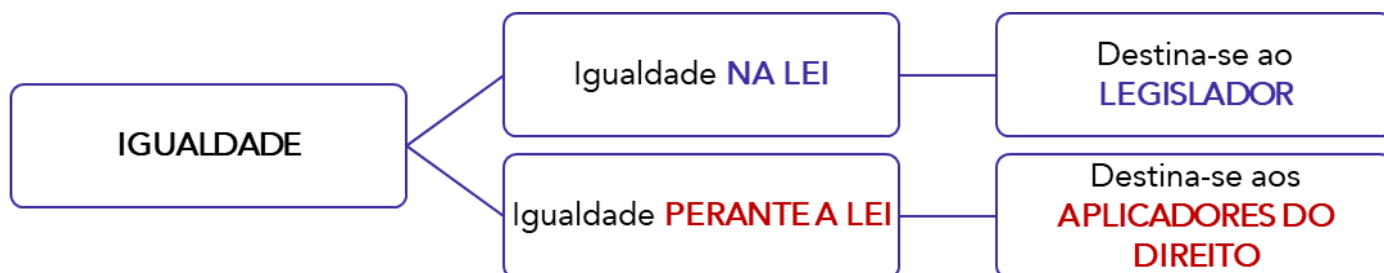 IGUALDADE
Igualdade NA LEI
Destina-se ao
LEGISLADOR
Igualdade PERANTE A LEI
Destina-se aos
APLICADORES DO
DIREITO